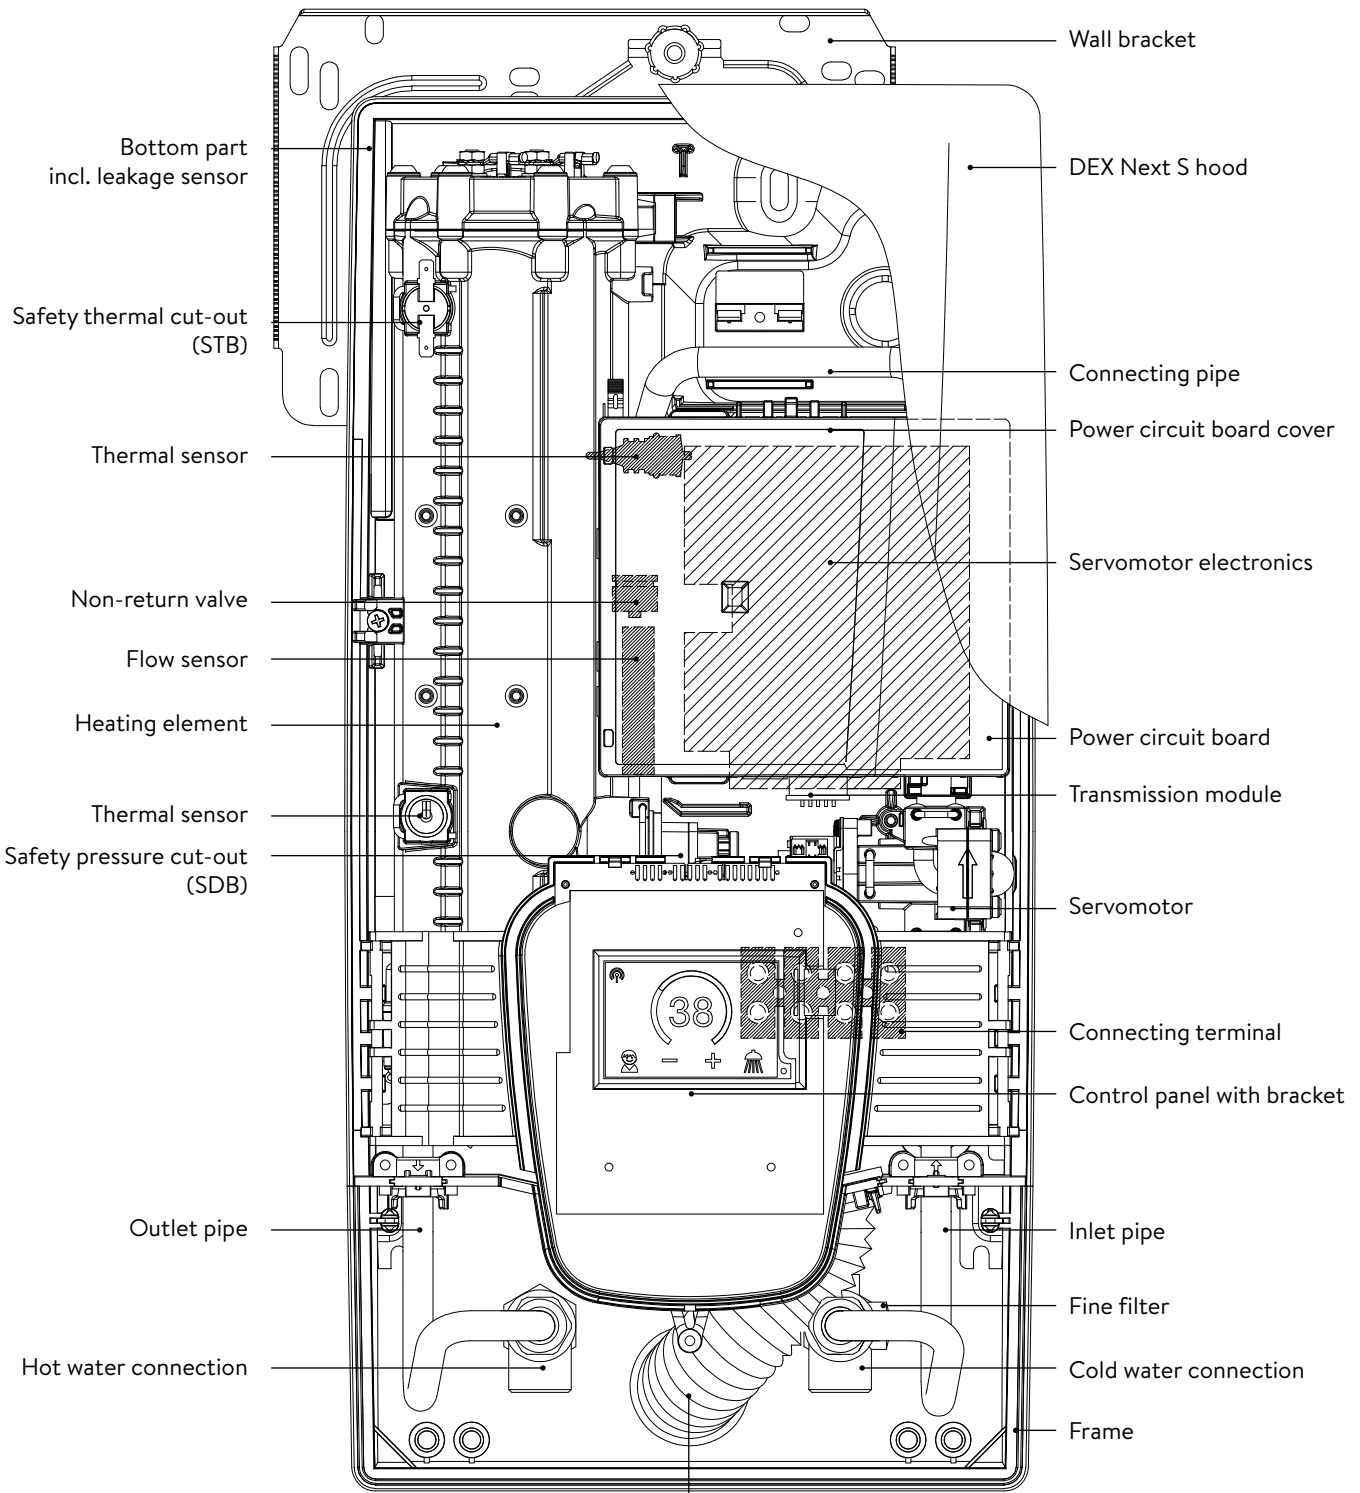 Wall bracket
Bottom part
incl. leakage sensor
DEX Next S hood
Safety thermal cut-out
(STB)
Connecting pipe
Power circuit board cover
Thermal sensor
Servomotor electronics
Non-return valve
Flow sensor
Heating element
Power circuit board
Transmission module
Thermal sensor
Safety pressure cut-out
(SDB)
Servomotor
38
Connecting terminal
Control panel with bracket
Outlet pipe
Inlet pipe
Fine filter
Hot water connection
Cold water connection
Frame